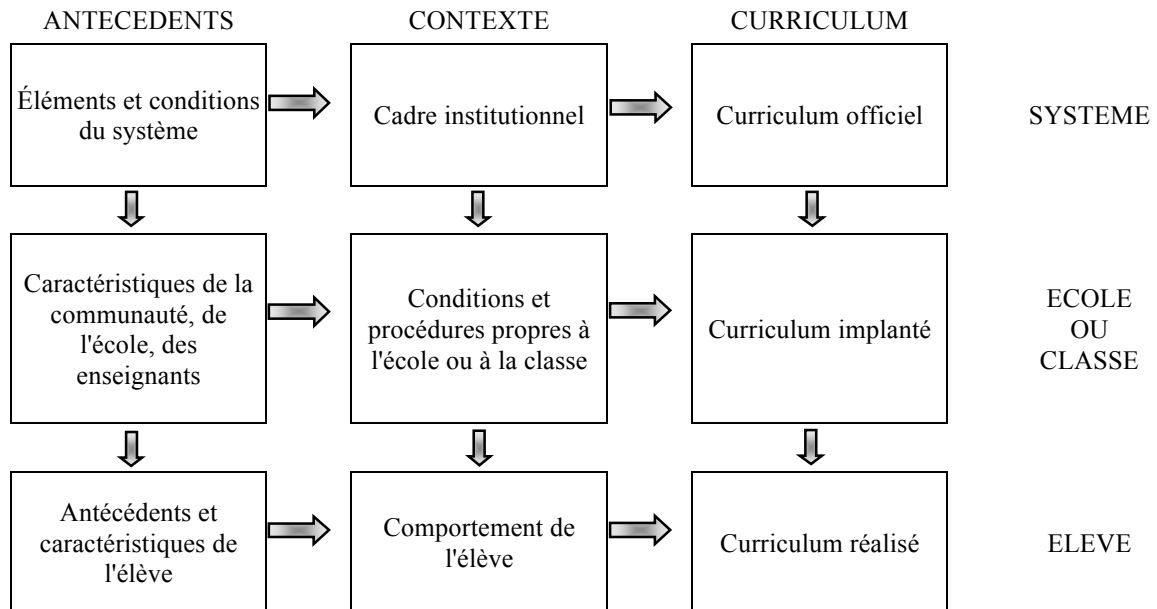 ANTECEDENTS
CONTEXTE
CURRICULUM
Éléments et conditions
du système
Cadre institutionnel
Curriculum officiel
SYSTEME
Caractéristiques de la
communauté, de
l'école, des
enseignants
Conditions et
procédures propres à
l'école ou à la classe
Curriculum implanté
ECOLE
OU
CLASSE
Antécédents et
caractéristiques de
l'élève
Comportement de
l'élève
Curriculum réalisé
ELEVE